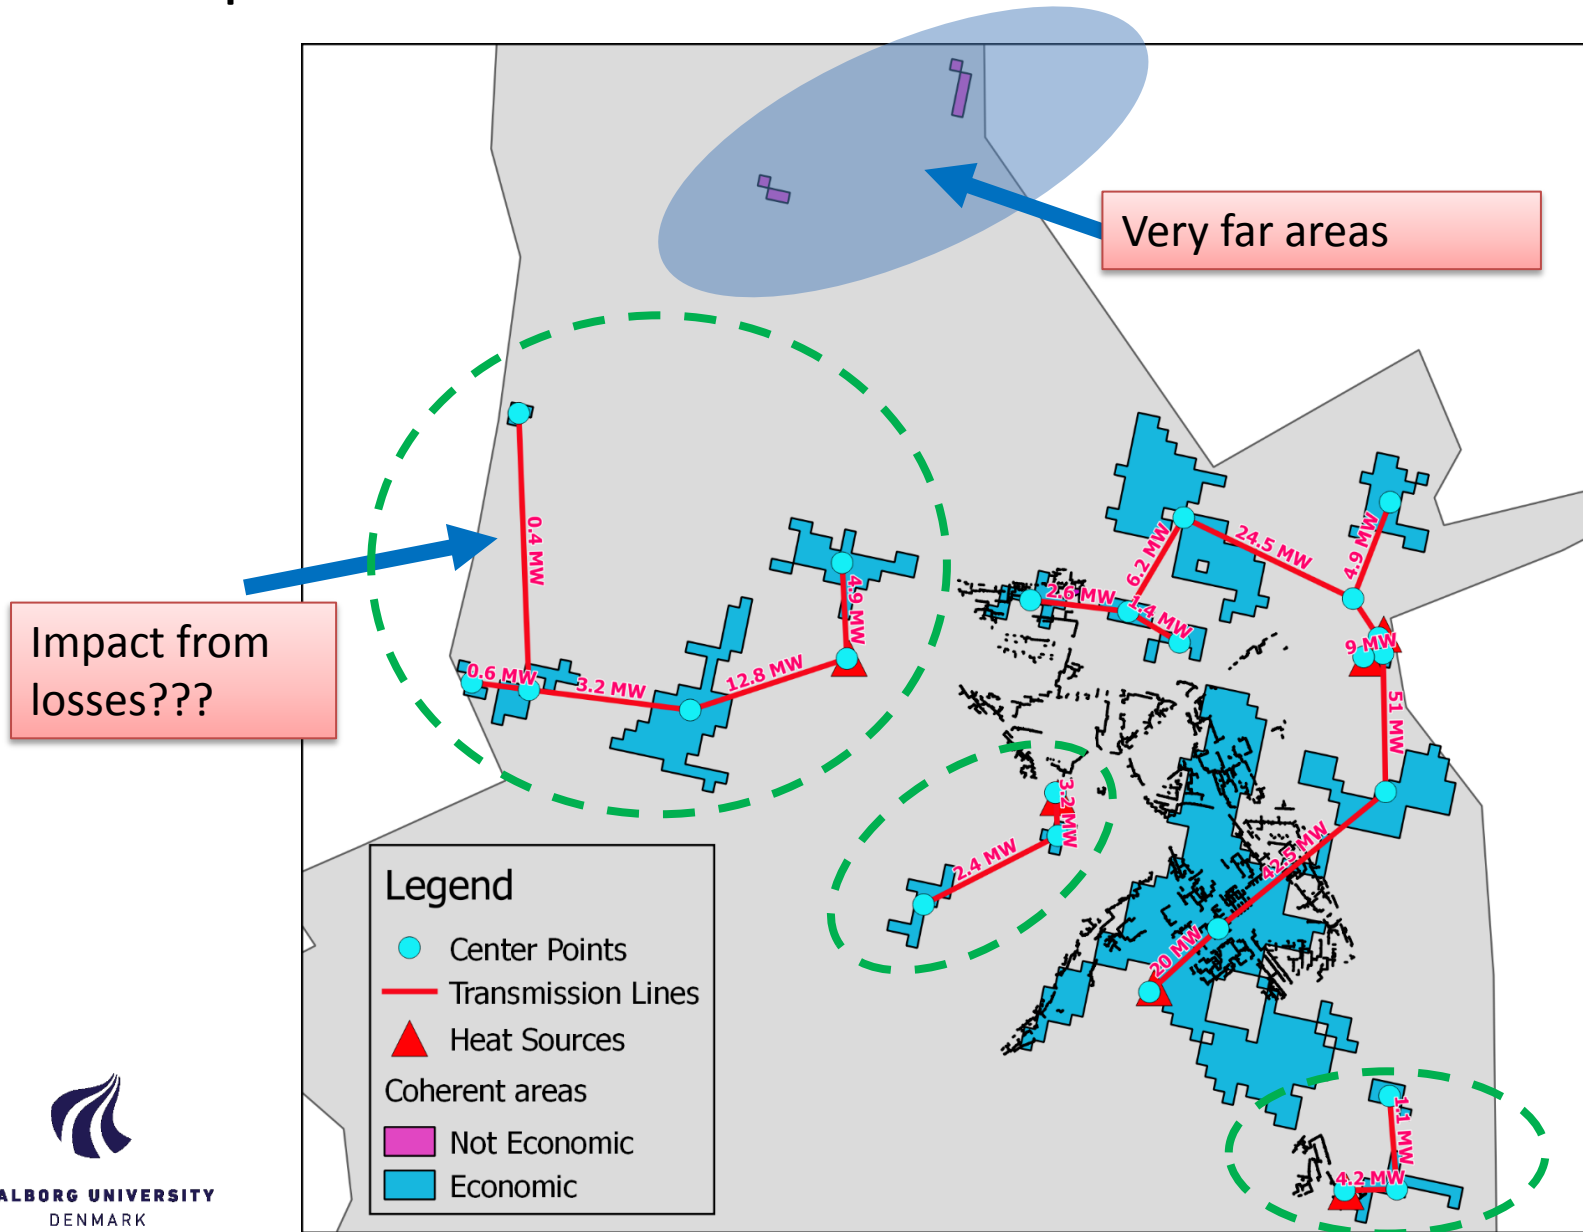 Very far areas
0.4 MW
4.9 MW
24.5 MW
4.9 MW
6.2 MW
2.6 MW
1.4 MW
9 MW
Impact from
losses???
0.6 MW
3.2 MW
12.8 MW
51 MW
3.2 MW
2.4 MW
42.5 MW
20 MW
Legend
Center Points
Transmission Lines
Heat Sources
Coherent areas
Not Economic
Economic
1.1 MW
4.2 MW
ALBORG UNIVERSITY
DENMARK